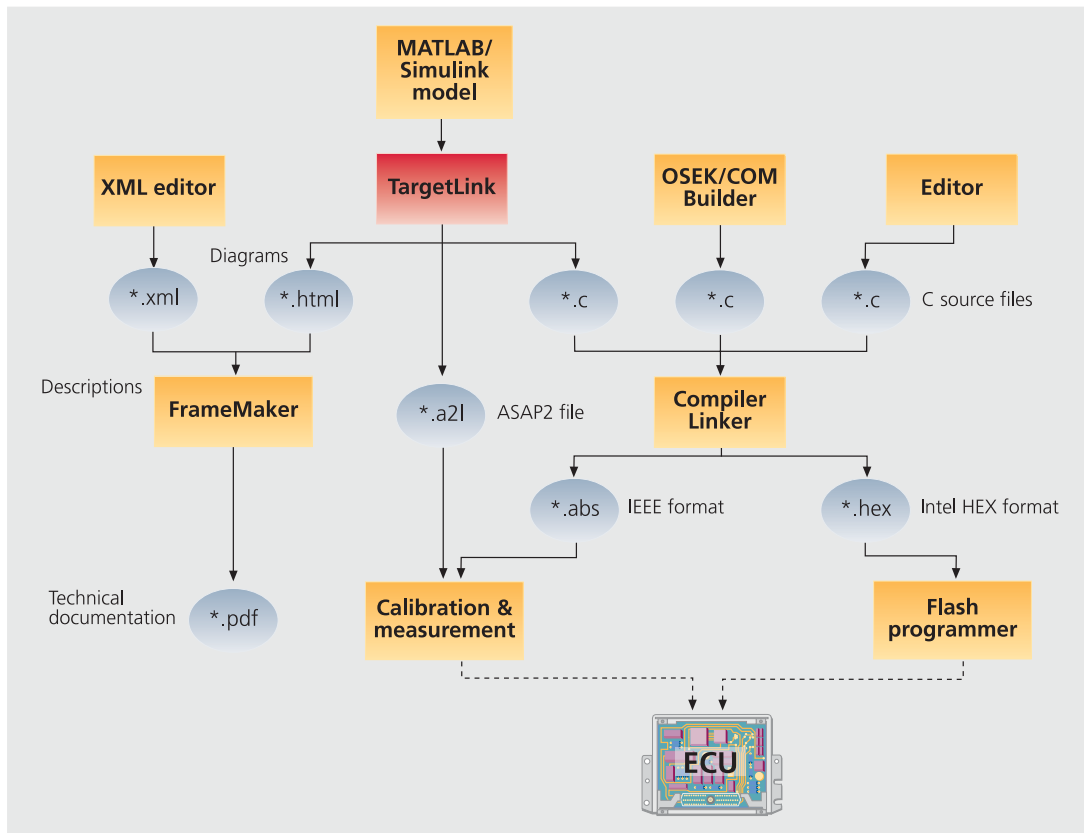 MATLAB/
Simulink
model
XML editor
TargetLink
OSEK/COM
Builder
Editor
Diagrams
*.xml
*.html
*.c
*.c
*.c
C source files
Descriptions
FrameMaker
*.a2l
ASAP2 file
Compiler
Linker
*.abs
IEEE format
*.hex
Intel HEX format
Technical
documentation
*.pdf
Calibration &
measurement
Flash
programmer
ECU